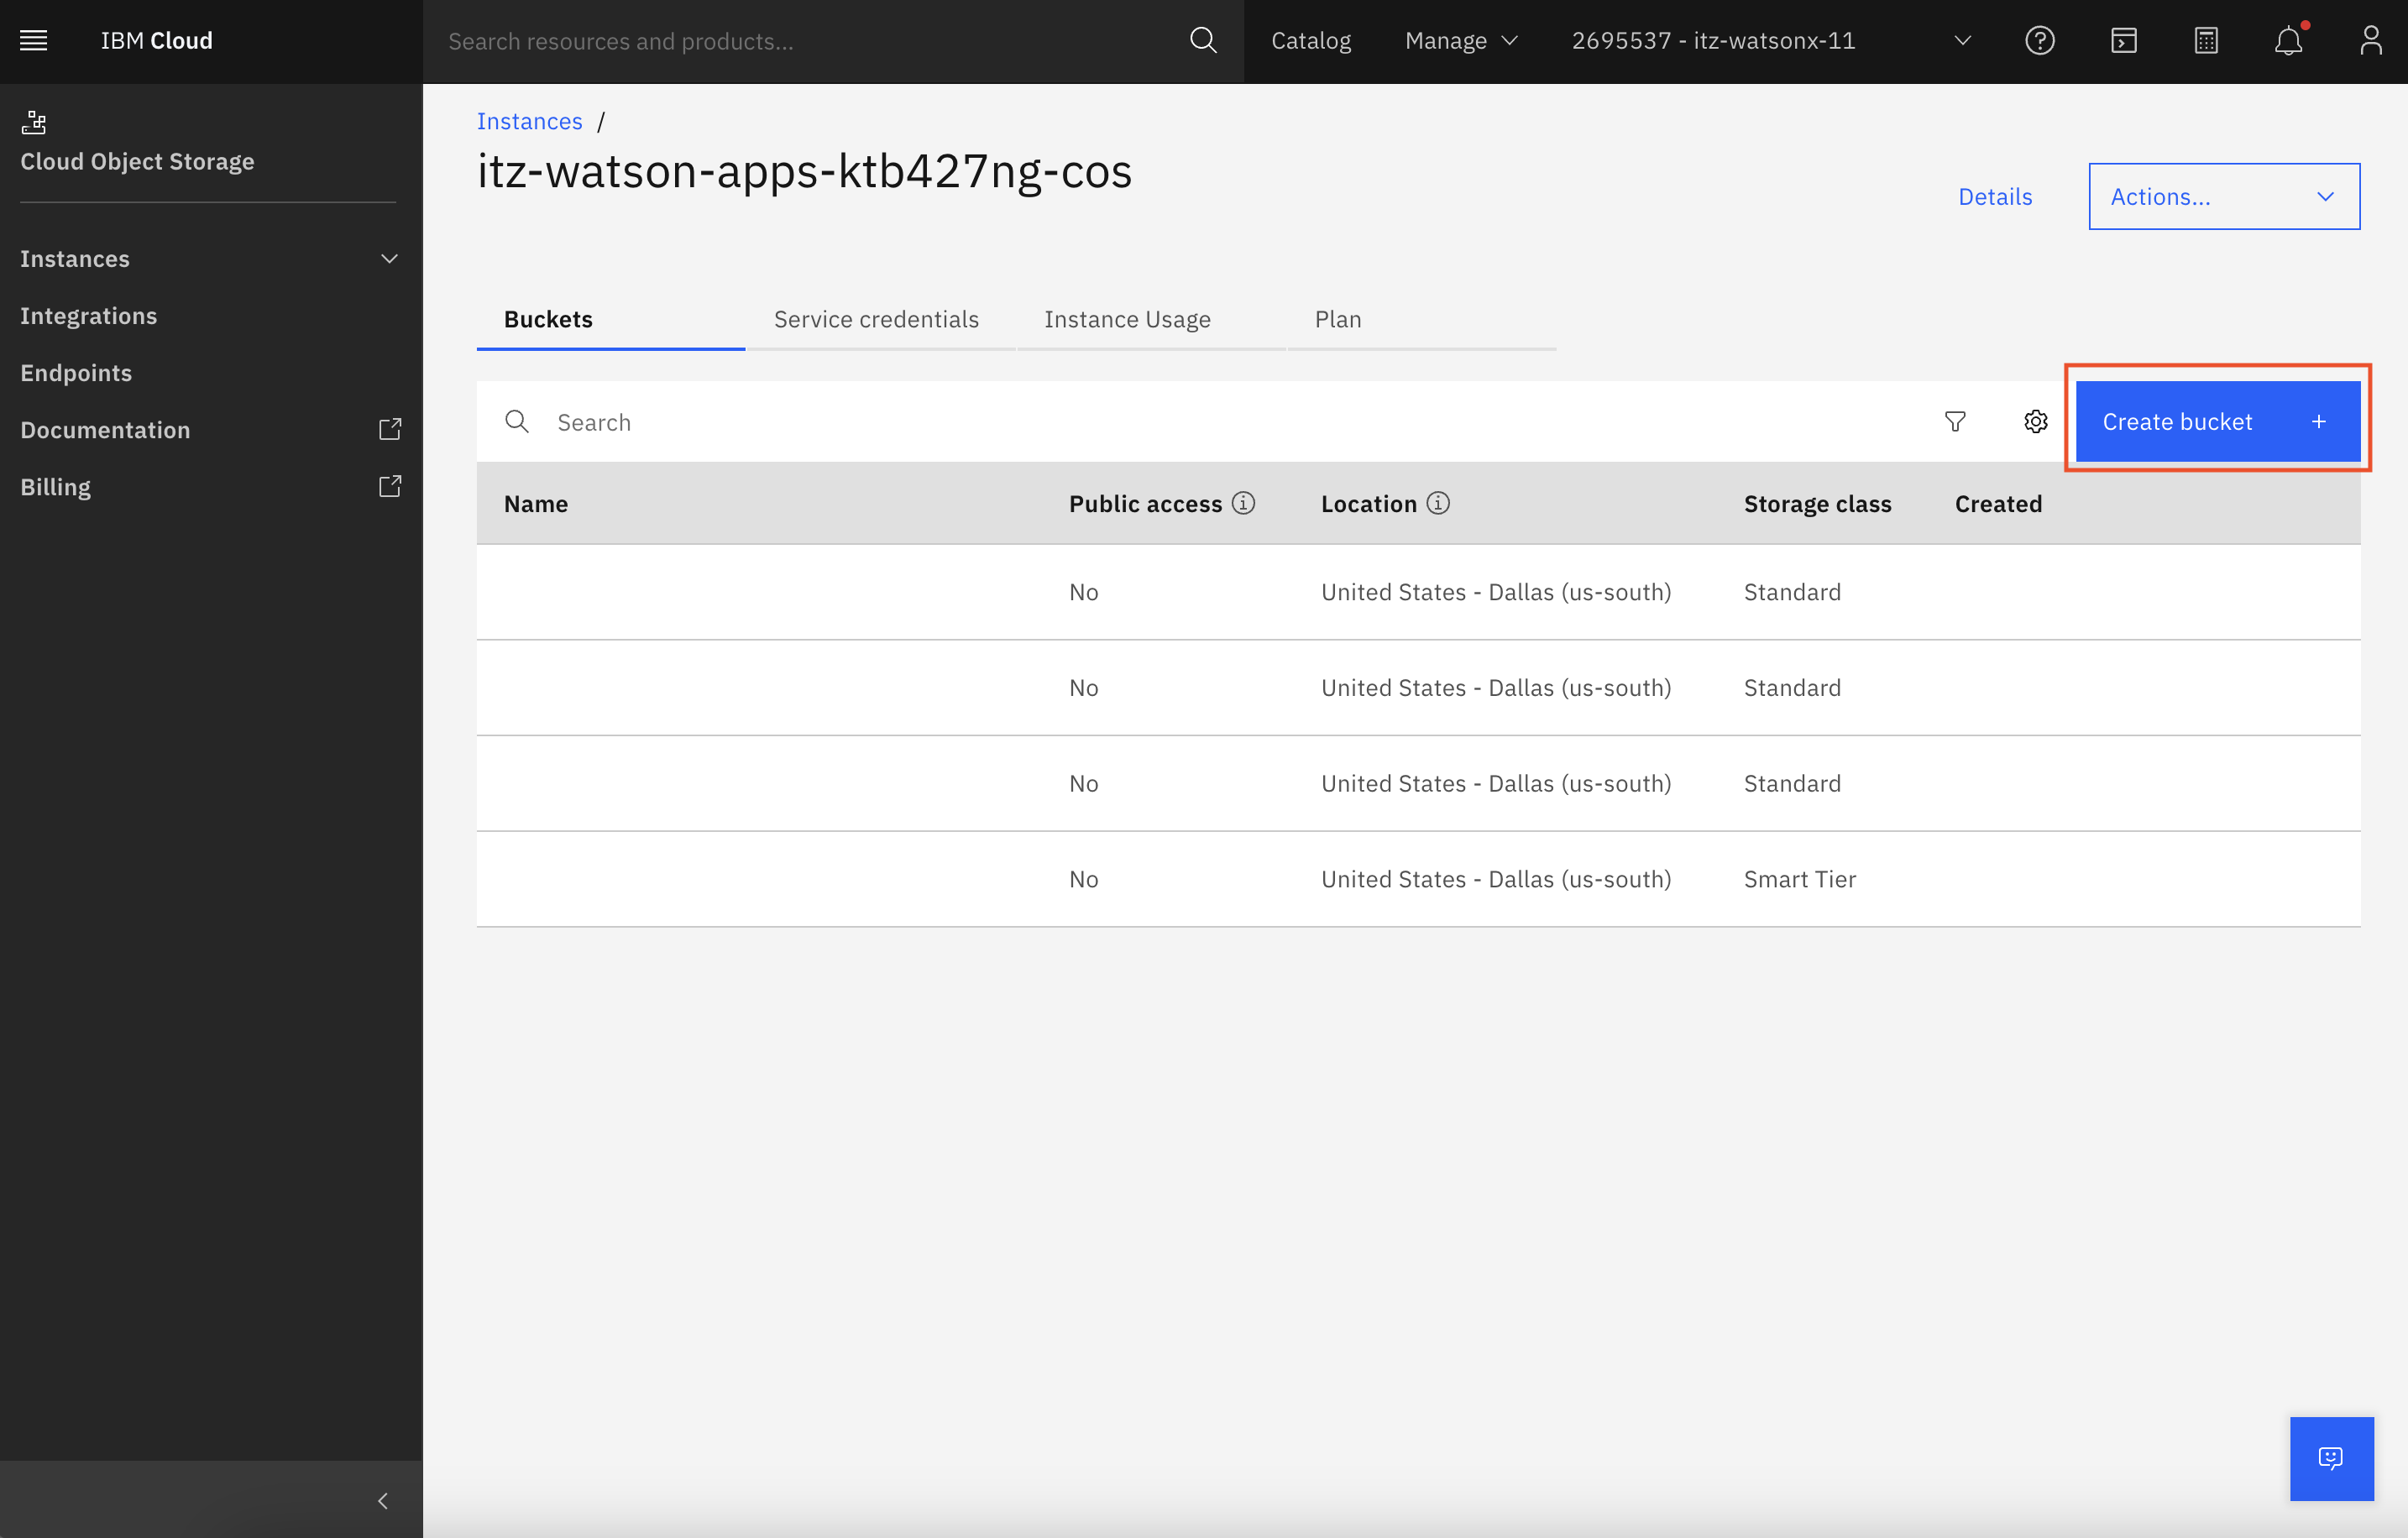 IBM Cloud
Search resources and products...
Catalog
Manage
2695537 - itz-watsonx-11
Cloud Object Storage
Instances
Integrations
Endpoints
Documentation
Billing
Instances /
itz-watson-apps-ktb427ng-cos
Details
Actions...
Buckets
Service credentials
Instance Usage
Plan
Search
Create bucket +
Name Public access Location Storage class Created
No United States - Dallas (us-south) Standard
No United States - Dallas (us-south) Standard
No United States - Dallas (us-south) Standard
No United States - Dallas (us-south) Smart Tier